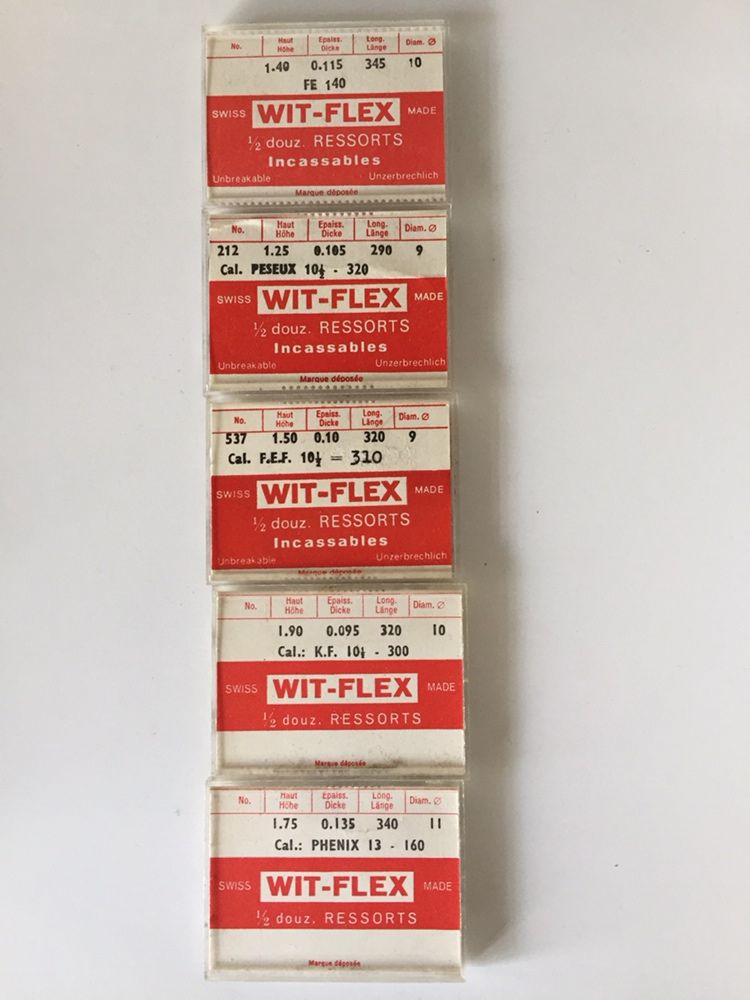 No. Haut Höhe Epaiss. Dicke Long. Länge Diam. Ø
1.40 0.115 345 10
FE 140
SWISS WIT-FLEX MADE
½ douz. RESSORTS
Incassables
Unbreakable Unzerbrechlich
Marque déposée
No. Haut Höhe Epaiss. Dicke Long. Länge Diam. Ø
212 1.25 0.105 290 9
Cal. PESEUX 10½ - 320
SWISS WIT-FLEX MADE
½ douz. RESSORTS
Incassables
Unbreakable Unzerbrechlich
Marque déposée
No. Haut Höhe Epaiss. Dicke Long. Länge Diam. Ø
537 1.50 0.10 320 9
Cal. F.E.F. 10½ = 310
SWISS WIT-FLEX MADE
½ douz. RESSORTS
Incassables
Unbreakable Unzerbrechlich
Marque déposée
No. Haut Höhe Epaiss. Dicke Long. Länge Diam. Ø
1.90 0.095 320 10
Cal.: K.F. 10½ - 300
SWISS WIT-FLEX MADE
½ douz. RESSORTS
Marque déposée
No. Haut Höhe Epaiss. Dicke Long. Länge Diam. Ø
1.75 0.135 340 11
Cal.: PHENIX 13 - 160
SWISS WIT-FLEX MADE
½ douz. RESSORTS
Marque déposée